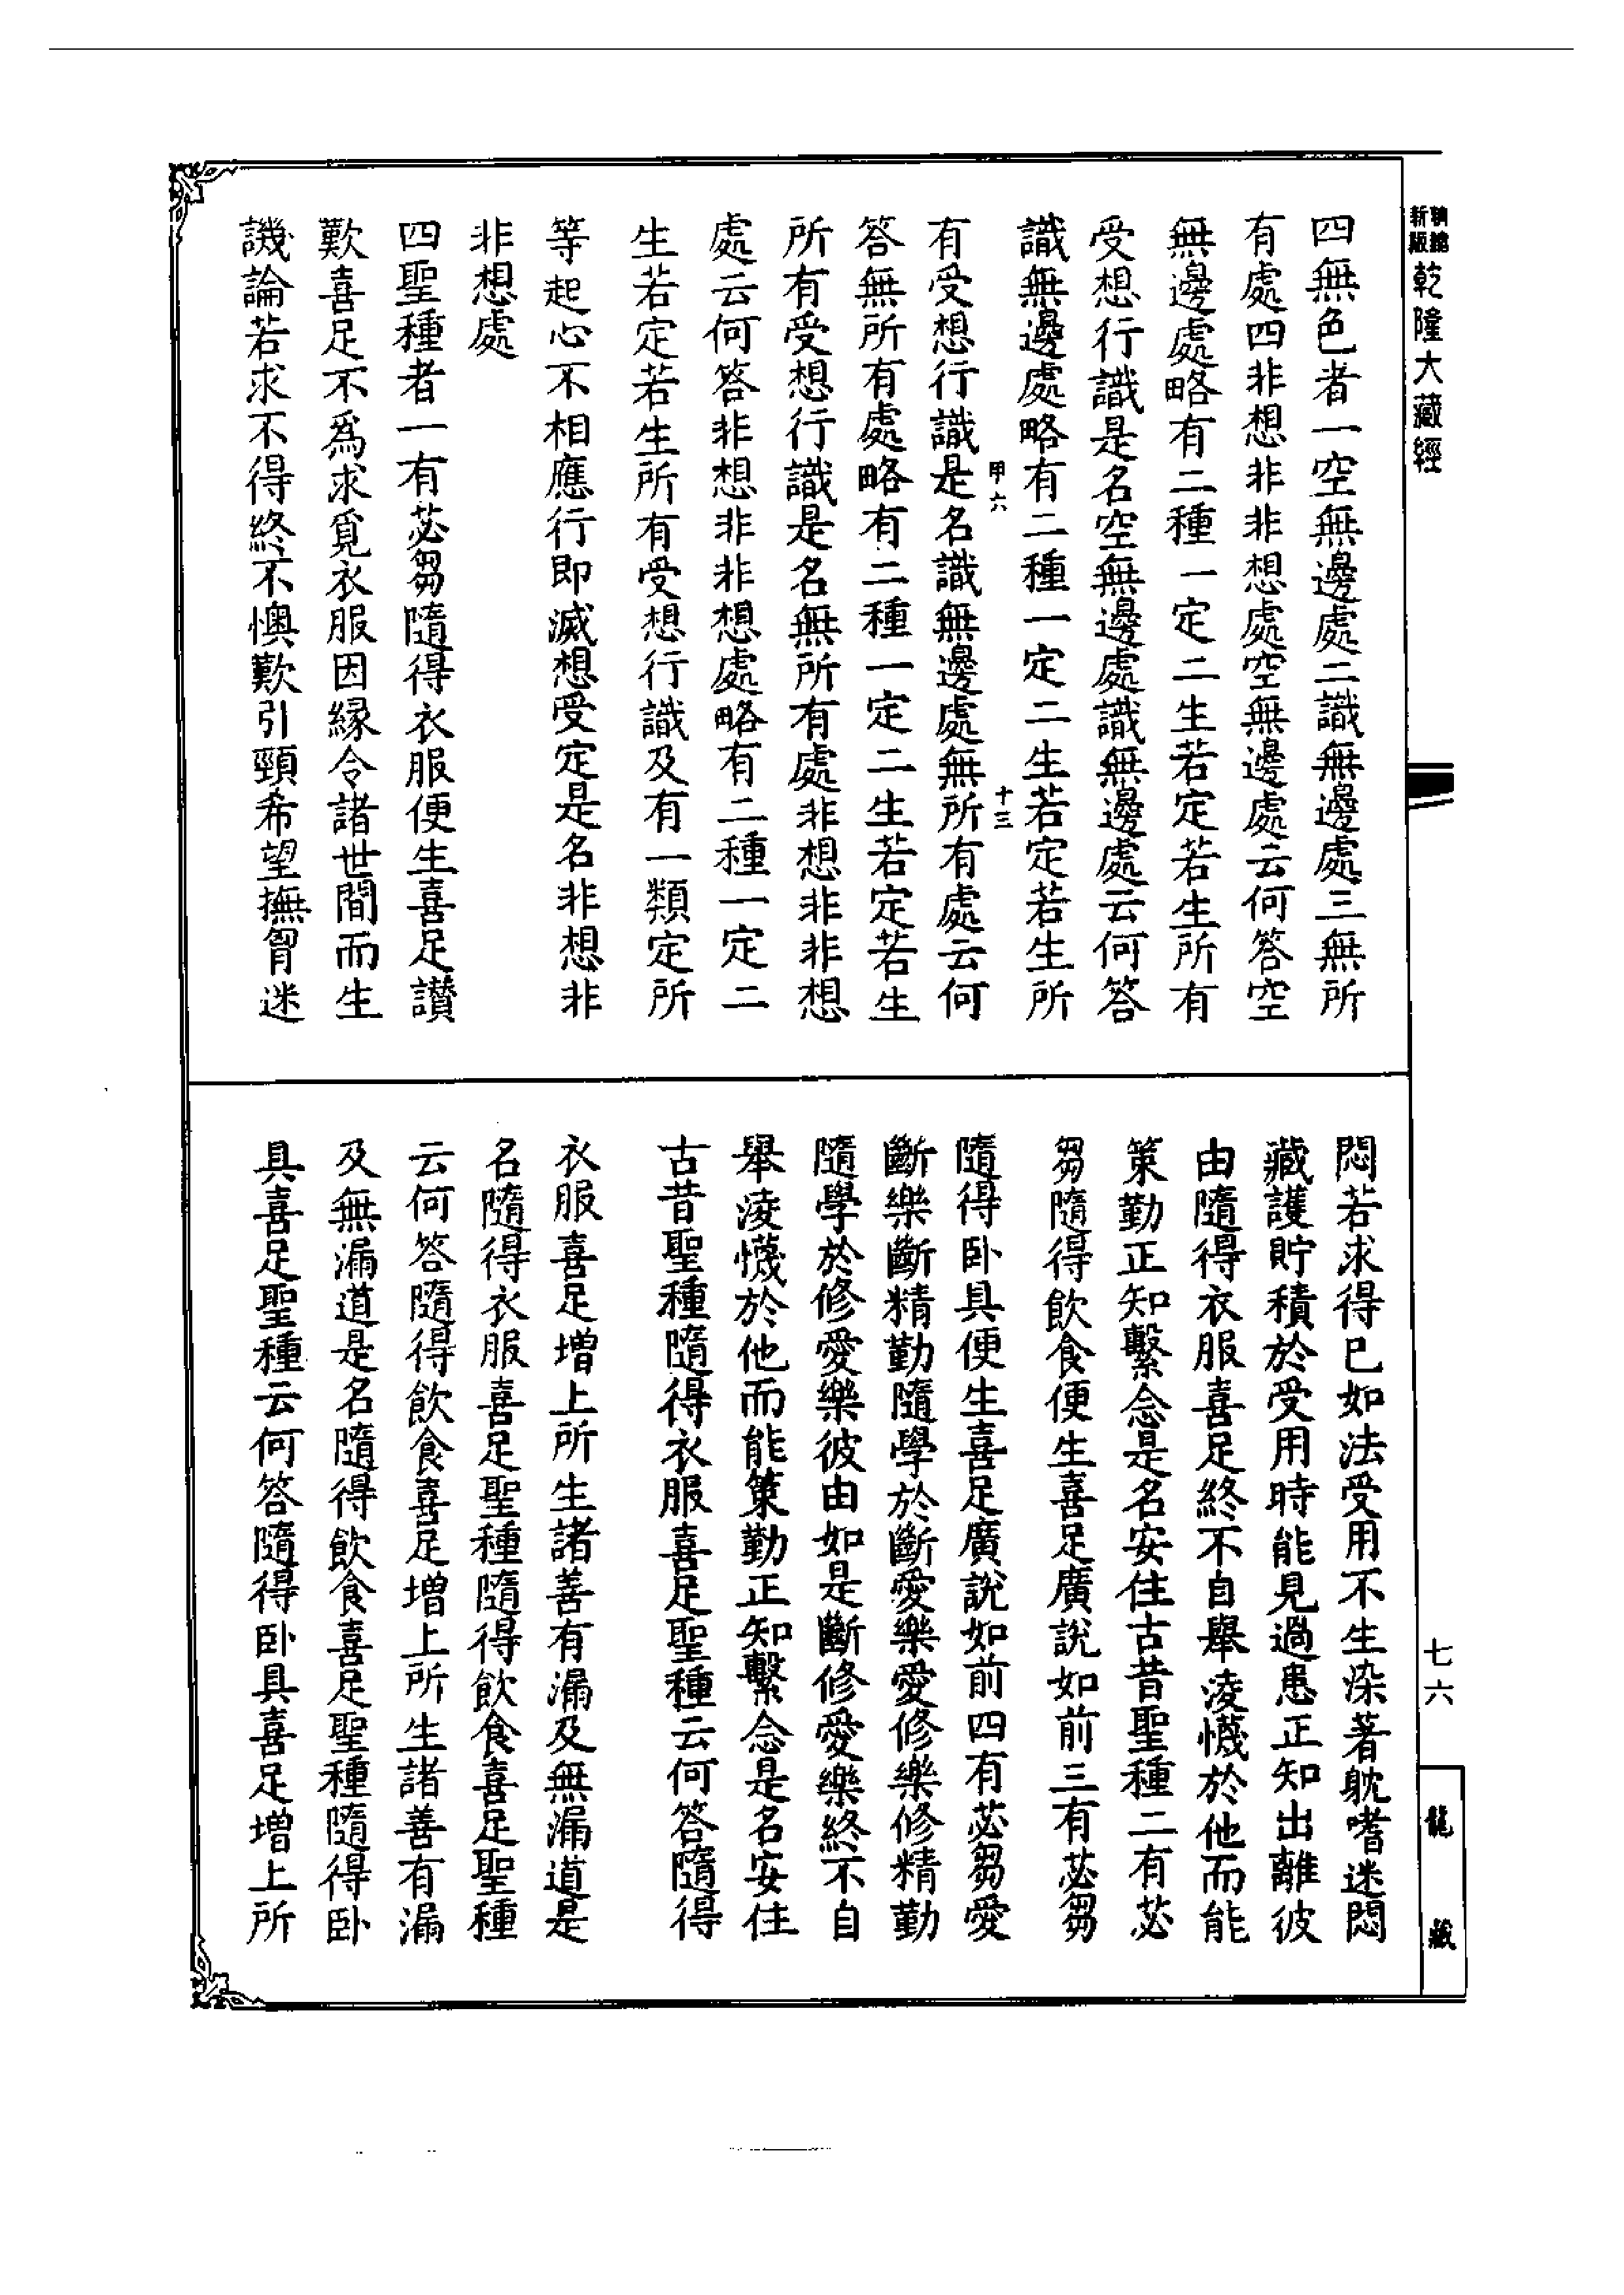 新版
乾隆大藏經
四無色者一空無邊處二識無邊處三無所
有處四非想非非想處空無邊處云何答空
無邊處略有二種一定二生若定若生所有
受想行識是名空無邊處識無邊處云何答
識無邊處略有二種一定二生若定若生所
甲六
十三
有受想行識是名識無邊處無所有處云何
答無所有處略有二種一定二生若定若生
所有受想行識是名無所有處非想非非想
處云何答非想非非想處略有二種一定二
生若定若生所有受想行識及有一類定所
等起心不相應行即滅想受定是名非想非
非想處
四聖種者一有苾芻隨得衣服便生喜足讚
歎喜足不為求覓衣服因緣令諸世間而生
譏論若求不得終不懊歎引頸希望撫胷迷
悶若求得已如法受用不生染著躭嗜迷悶
藏護貯積於受用時能見過患正知出離彼
由隨得衣服喜足終不自舉淩懱於他而能
策勤正知繫念是名安住古昔聖種二有苾
芻隨得飲食便生喜足廣說如前三有苾芻
隨得卧具便生喜足廣說如前四有苾芻愛
斷樂斷精勤隨學於斷愛樂愛修樂修精勤
隨學於修愛樂彼由如是斷修愛樂終不自
舉淩懱於他而能策勤正知繫念是名安住
古昔聖種隨得衣服喜足聖種云何答隨得
衣服喜足增上所生諸善有漏及無漏道是
名隨得衣服喜足聖種隨得飲食喜足聖種
云何答隨得飲食喜足增上所生諸善有漏
及無漏道是名隨得飲食喜足聖種隨得卧
具喜足聖種云何答隨得卧具喜足增上所
七六
龍藏